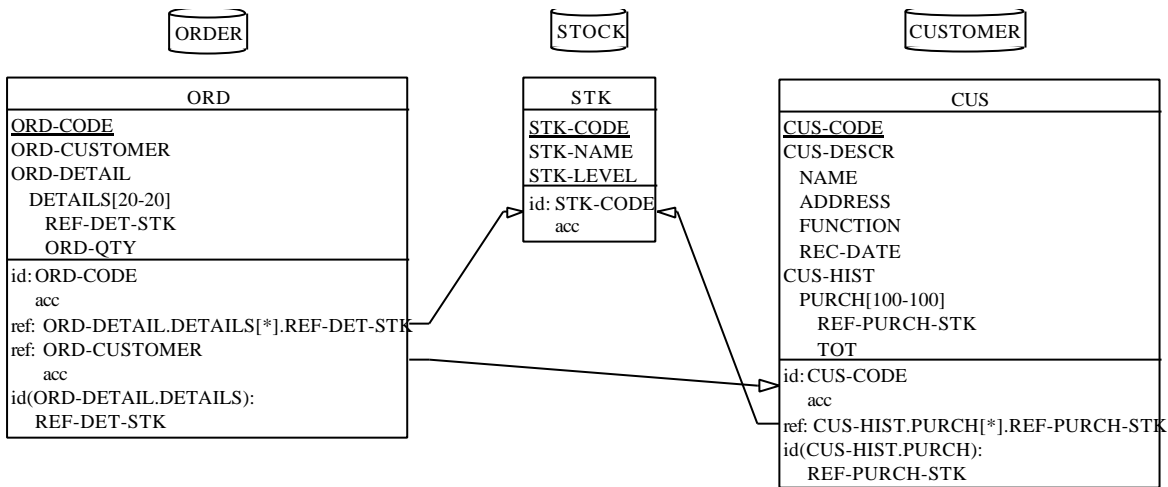 ORDER
STOCK
CUSTOMER
ORD
ORD-CODE
ORD-CUSTOMER
ORD-DETAIL
DETAILS[20-20]
REF-DET-STK
ORD-QTY
id: ORD-CODE
acc
ref: ORD-DETAIL.DETAILS[*].REF-DET-STK
ref: ORD-CUSTOMER
acc
id(ORD-DETAIL.DETAILS):
REF-DET-STK
STK
STK-CODE
STK-NAME
STK-LEVEL
id: STK-CODE
acc
CUS
CUS-CODE
CUS-DESCR
NAME
ADDRESS
FUNCTION
REC-DATE
CUS-HIST
PURCH[100-100]
REF-PURCH-STK
TOT
id: CUS-CODE
acc
ref: CUS-HIST.PURCH[*].REF-PURCH-STK
id(CUS-HIST.PURCH):
REF-PURCH-STK